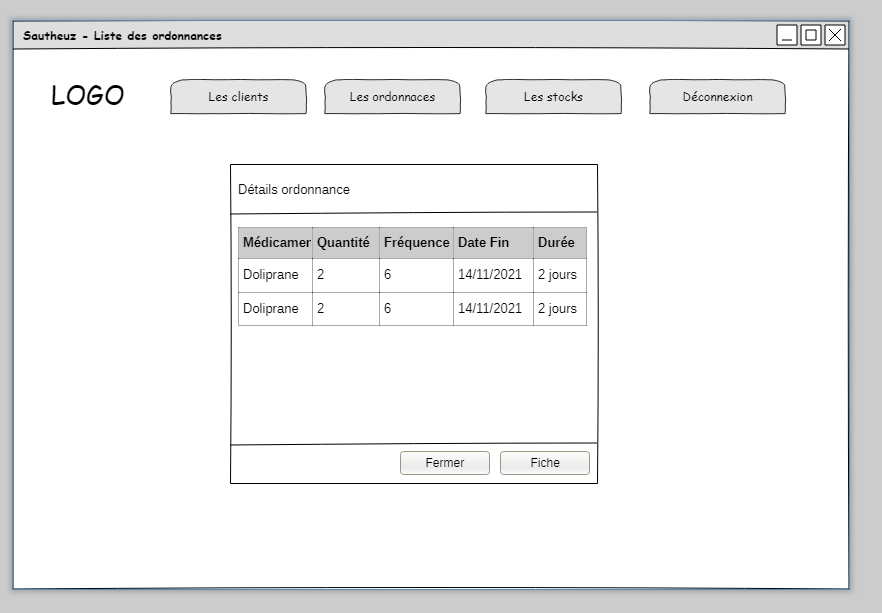 Sautheuz - Liste des ordonnances
LOGO Les clients Les ordonnaces Les stocks Déconnexion
Détails ordonnance
Médicamer Quantité Fréquence Date Fin Durée
Doliprane 2 6 14/11/2021 2 jours
Doliprane 2 6 14/11/2021 2 jours
Fermer Fiche